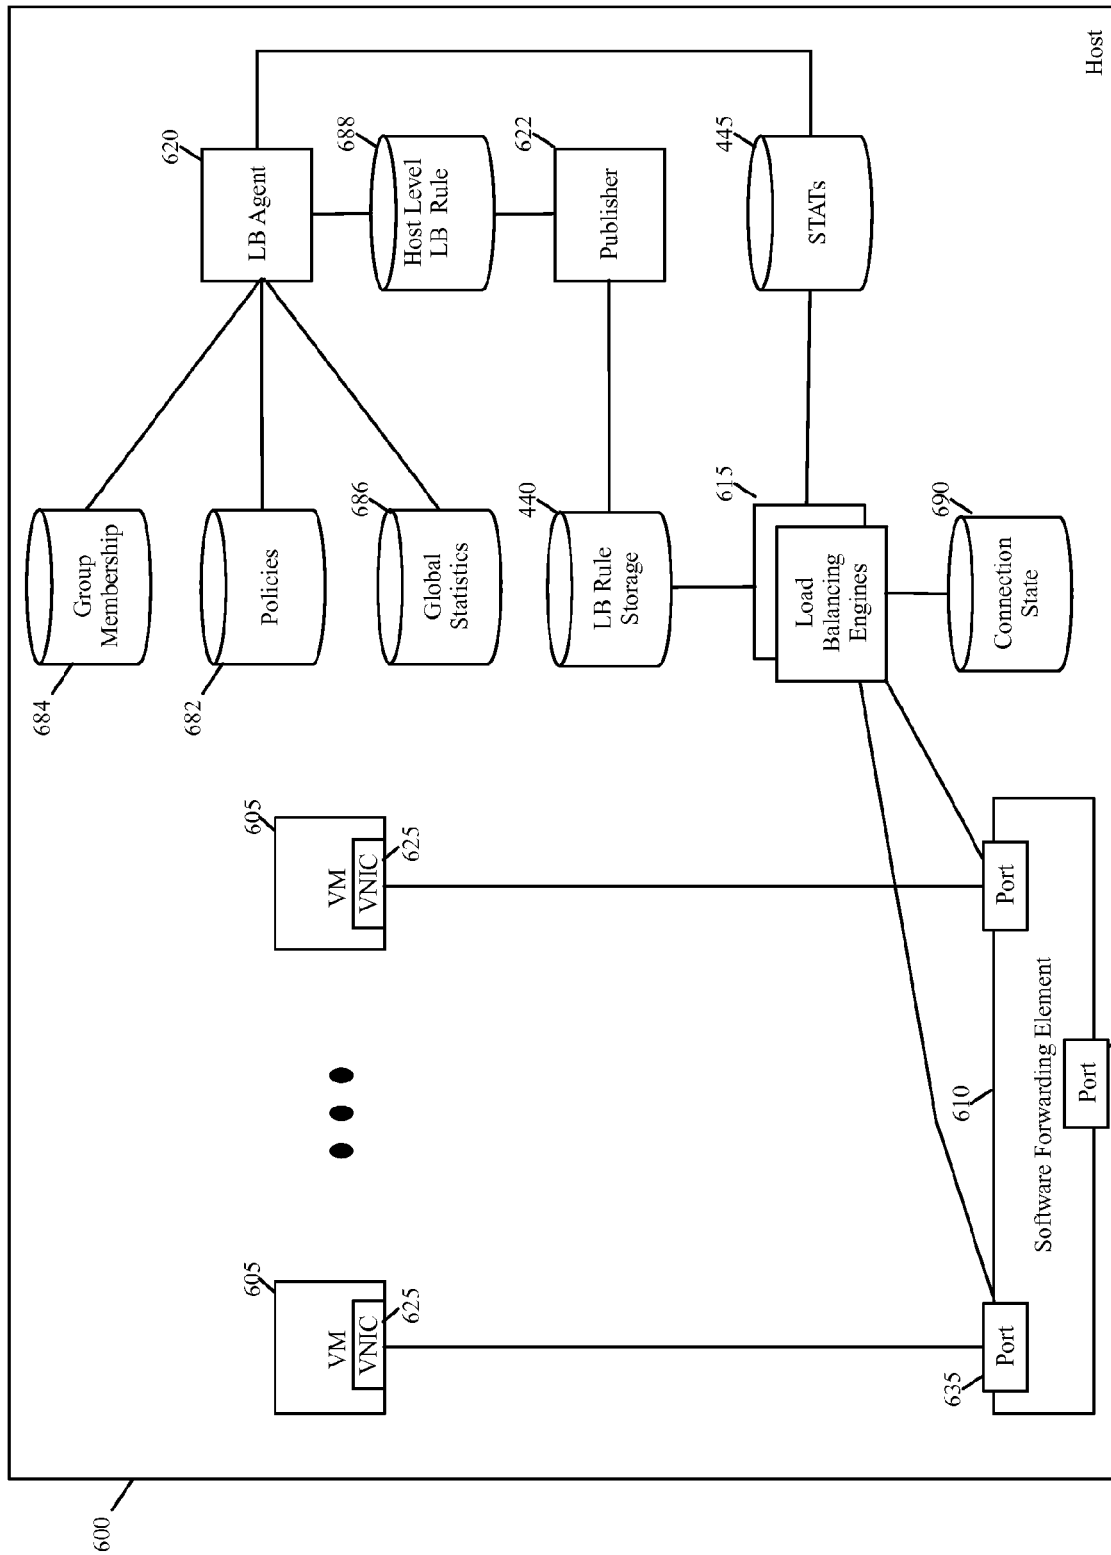 600
605
VM
VNIC
625
605
VM
VNIC
625
635
Port
610
Software Forwarding Element
Port
Port
684
Group
Membership
682
Policies
686
Global
Statistics
440
LB Rule
Storage
615
Load
Balancing
Engines
690
Connection
State
620
LB Agent
688
Host Level
LB Rule
622
Publisher
445
STATs
Host